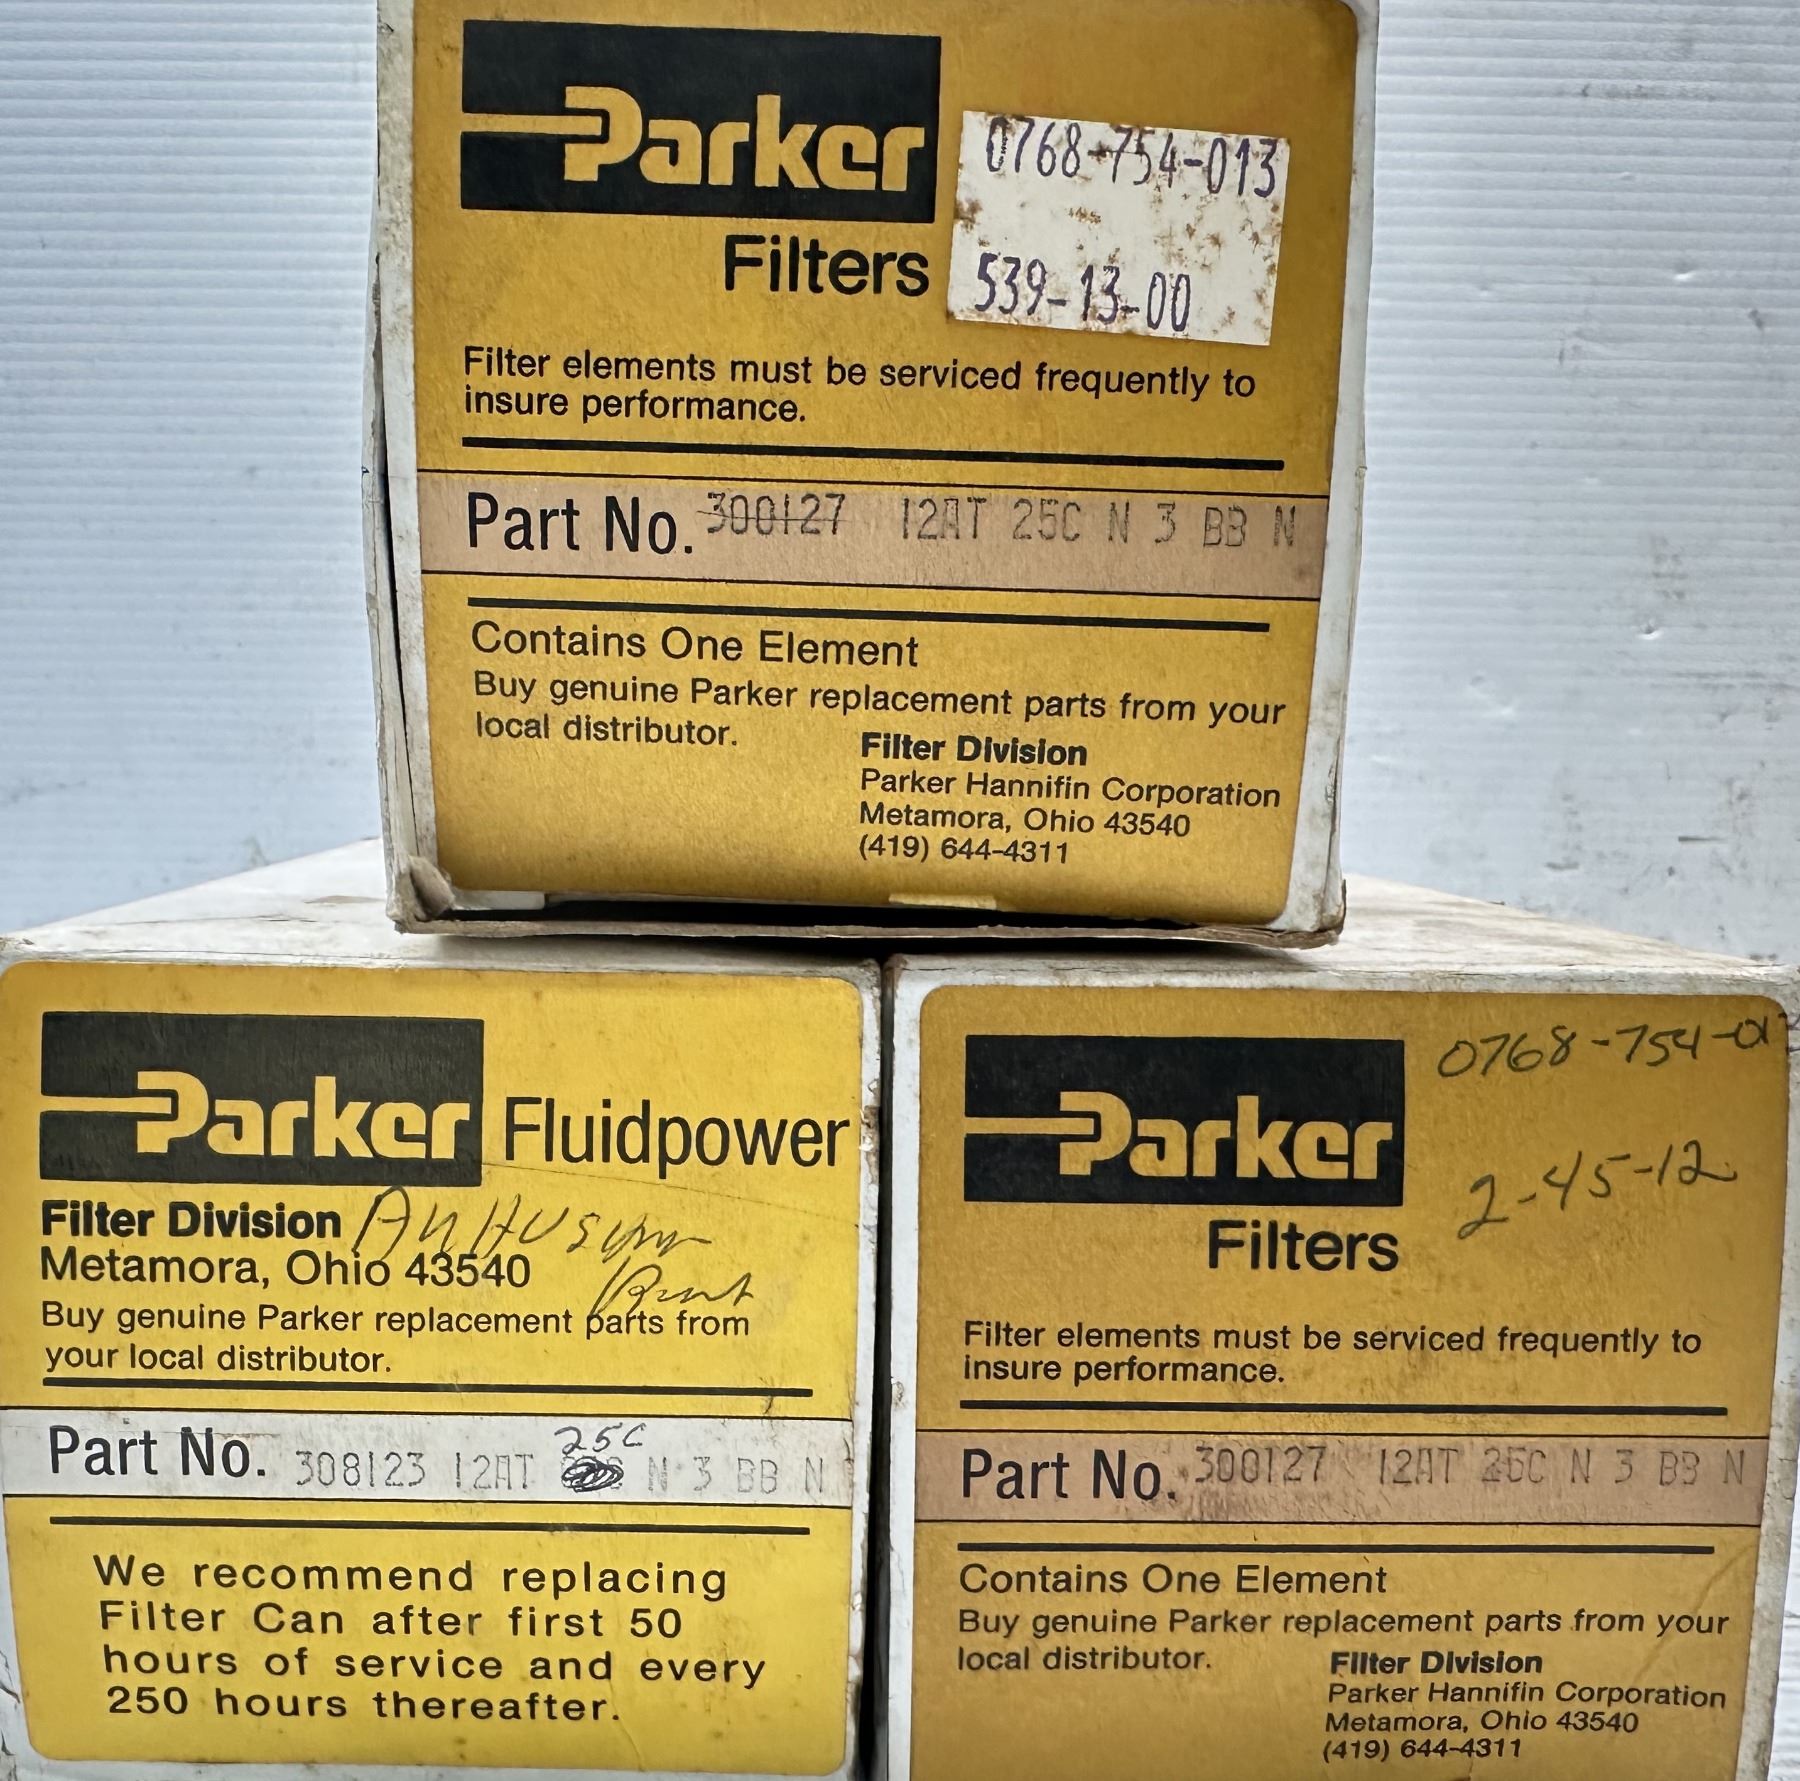 Parker
Filters
0768-754-013
539-13-00
Filter elements must be serviced frequently to
insure performance.
Part No. 300127 12AT 25C N 3 BB N
Contains One Element
Buy genuine Parker replacement parts from your
local distributor.
Filter Division
Parker Hannifin Corporation
Metamora, Ohio 43540
(419) 644-4311
Parker Fluidpower
Filter Division
Metamora, Ohio 43540
Buy genuine Parker replacement parts from
your local distributor.
25C
Part No. 308123 12AT N 3 BB N
We recommend replacing
Filter Can after first 50
hours of service and every
250 hours thereafter.
Parker
Filters
0768-754-01
2-45-12
Filter elements must be serviced frequently to
insure performance.
Part No. 300127 12AT 25C N 3 BB N
Contains One Element
Buy genuine Parker replacement parts from your
local distributor.
Filter Division
Parker Hannifin Corporation
Metamora, Ohio 43540
(419) 644-4311